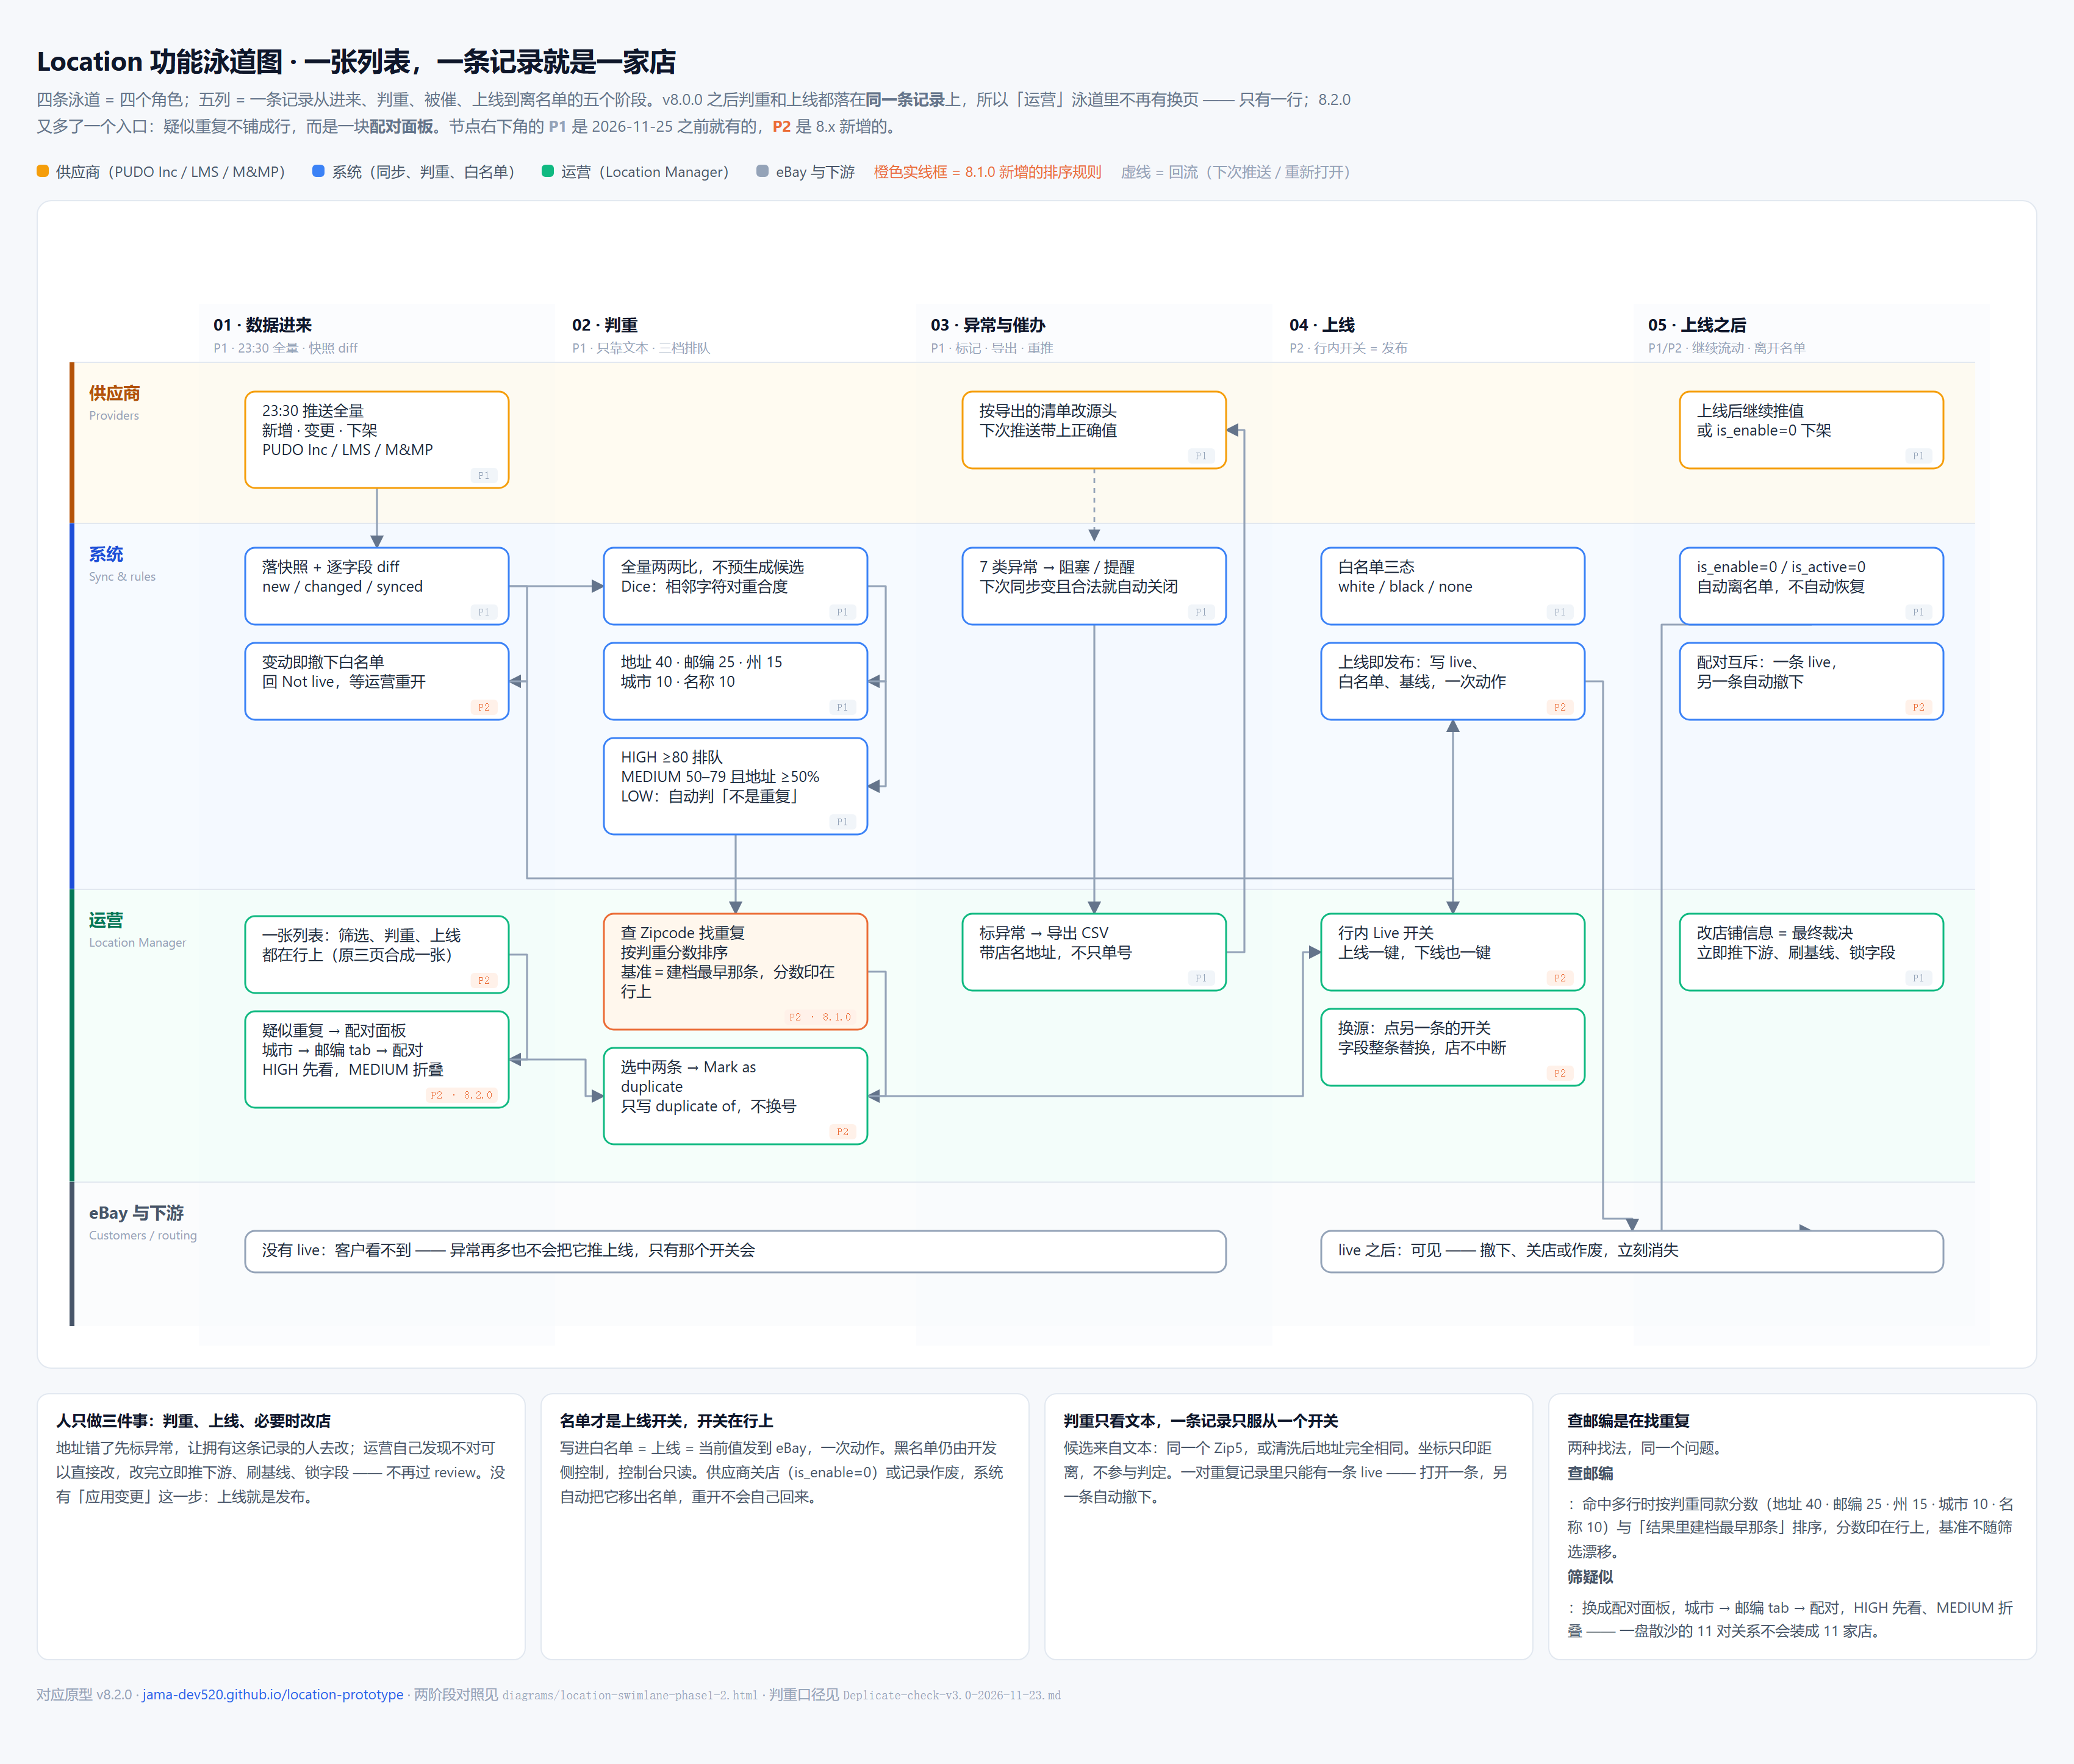 Location 功能泳道图 · 一张列表，一条记录就是一家店
四条泳道 = 四个角色；五列 = 一条记录从进来、判重、被催、上线到离名单的五个阶段。v8.0.0 之后判重和上线都落在同一条记录上，所以「运营」泳道里不再有换页 —— 只有一行；8.2.0
又多了一个入口：疑似重复不铺成行，而是一块配对面板。节点右下角的 P1 是 2026-11-25 之前就有的，P2 是 8.x 新增的。
供应商（PUDO Inc / LMS / M&MP） 系统（同步、判重、白名单） 运营（Location Manager） eBay 与下游 橙色实线框 = 8.1.0 新增的排序规则 虚线 = 回流（下次推送 / 重新打开）
01 · 数据进来
P1 · 23:30 全量 · 快照 diff
02 · 判重
P1 · 只靠文本 · 三档排队
03 · 异常与催办
P1 · 标记 · 导出 · 重推
04 · 上线
P2 · 行内开关 = 发布
05 · 上线之后
P1/P2 · 继续流动 · 离开名单
供应商
Providers
23:30 推送全量
新增 · 变更 · 下架
PUDO Inc / LMS / M&MP
P1
按导出的清单改源头
下次推送带上正确值
P1
上线后继续推值
或 is_enable=0 下架
P1
系统
Sync & rules
落快照 + 逐字段 diff
new / changed / synced
P1
变动即撤下白名单
回 Not live，等运营重开
P2
全量两两比，不预生成候选
Dice：相邻字符对重合度
P1
地址 40 · 邮编 25 · 州 15
城市 10 · 名称 10
P1
HIGH ≥80 排队
MEDIUM 50–79 且地址 ≥50%
LOW：自动判「不是重复」
P1
7 类异常 → 阻塞 / 提醒
下次同步变且合法就自动关闭
P1
白名单三态
white / black / none
P1
上线即发布：写 live、
白名单、基线，一次动作
P2
is_enable=0 / is_active=0
自动离名单，不自动恢复
P1
配对互斥：一条 live，
另一条自动撤下
P2
运营
Location Manager
一张列表：筛选、判重、上线
都在行上（原三页合成一张）
P2
疑似重复 → 配对面板
城市 → 邮编 tab → 配对
HIGH 先看，MEDIUM 折叠
P2 · 8.2.0
查 Zipcode 找重复
按判重分数排序
基准 = 建档最早那条，分数印在
行上
P2 · 8.1.0
选中两条 → Mark as
duplicate
只写 duplicate of，不换号
P2
标异常 → 导出 CSV
带店名地址，不只单号
P1
行内 Live 开关
上线一键，下线也一键
P2
换源：点另一条的开关
字段整条替换，店不中断
P2
改店铺信息 = 最终裁决
立即推下游、刷基线、锁字段
P1
eBay 与下游
Customers / routing
没有 live：客户看不到 —— 异常再多也不会把它推上线，只有那个开关会
live 之后：可见 —— 撤下、关店或作废，立刻消失
人只做三件事：判重、上线、必要时改店
地址错了先标异常，让拥有这条记录的人去改；运营自己发现不对可
以直接改，改完立即推下游、刷基线、锁字段 —— 不再过 review。没
有「应用变更」这一步：上线就是发布。
名单才是上线开关，开关在行上
写进白名单 = 上线 = 当前值发到 eBay，一次动作。黑名单仍由开发
侧控制，控制台只读。供应商关店（is_enable=0）或记录作废，系统
自动把它移出名单，重开不会自己回来。
判重只看文本，一条记录只服从一个开关
候选来自文本：同一个 Zip5，或清洗后地址完全相同。坐标只印距
离，不参与判定。一对重复记录里只能有一条 live —— 打开一条，另
一条自动撤下。
查邮编是在找重复
两种找法，同一个问题。
查邮编
：命中多行时按判重同款分数（地址 40 · 邮编 25 · 州 15 · 城市 10 · 名
称 10）与「结果里建档最早那条」排序，分数印在行上，基准不随筛
选漂移。
筛疑似
：换成配对面板，城市 → 邮编 tab → 配对，HIGH 先看、MEDIUM 折
叠 —— 一盘散沙的 11 对关系不会装成 11 家店。
对应原型 v8.2.0 · jama-dev520.github.io/location-prototype · 两阶段对照见 diagrams/location-swimlane-phase1-2.html · 判重口径见 Deplicate-check-v3.0-2026-11-23.md